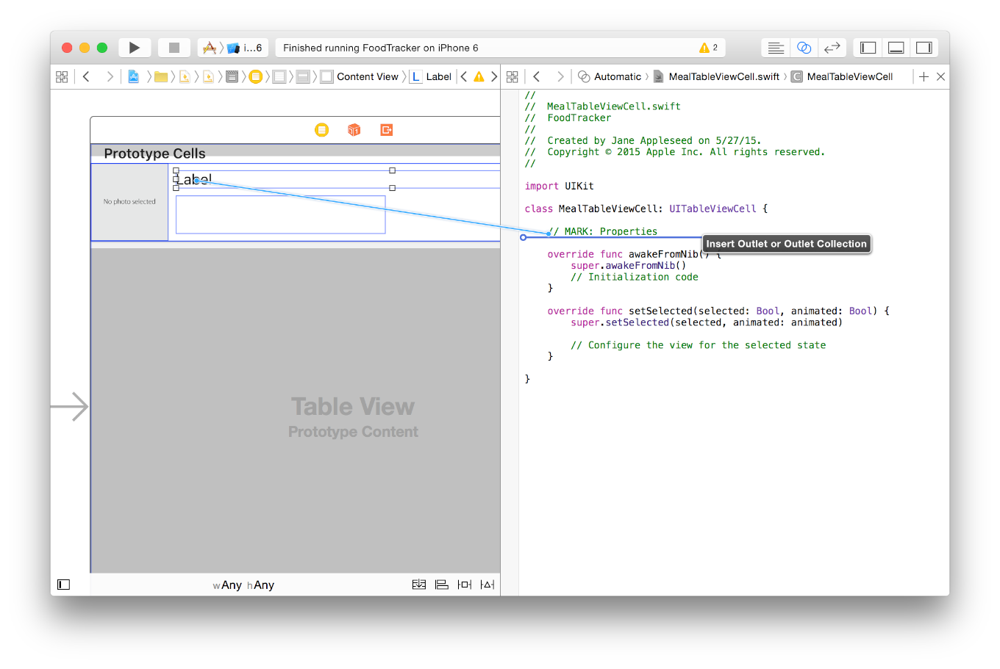 i...6
Finished running FoodTracker on iPhone 6
2
Content View
L Label
Automatic
MealTableViewCell.swift
C MealTableViewCell
Prototype Cells
No photo selected
Label
Table View
Prototype Content
wAny hAny
//
//  MealTableViewCell.swift
//  FoodTracker
//
//  Created by Jane Appleseed on 5/27/15.
//  Copyright © 2015 Apple Inc. All rights reserved.
//
import UIKit
class MealTableViewCell: UITableViewCell {
// MARK: Properties
Insert Outlet or Outlet Collection
override func awakeFromNib() {
super.awakeFromNib()
// Initialization code
}
override func setSelected(selected: Bool, animated: Bool) {
super.setSelected(selected, animated: animated)
// Configure the view for the selected state
}
}